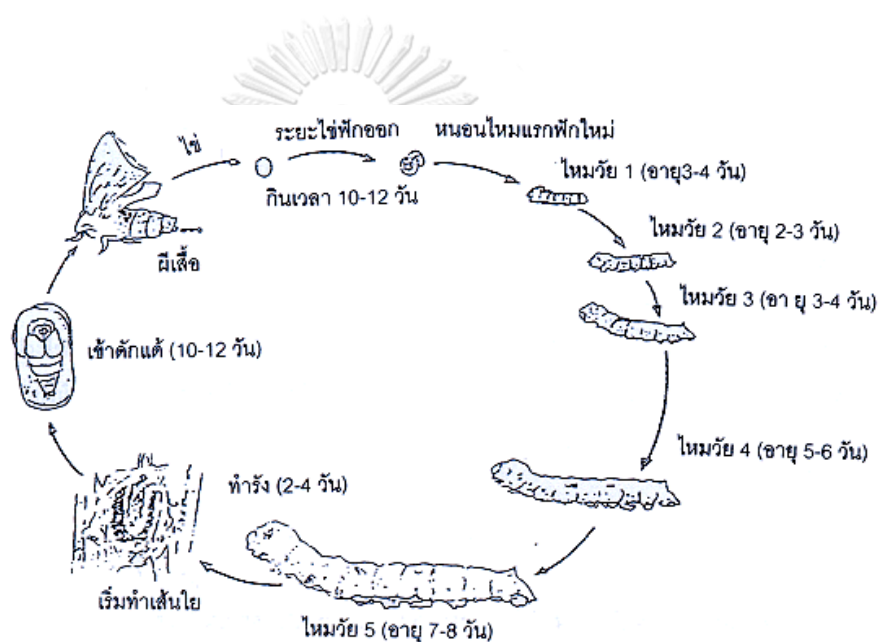 ไข่
ระยะไข่ฟักออก
หนอนไหมแรกฟักใหม่
กินเวลา 10-12 วัน
ไหมวัย 1 (อายุ3-4 วัน)
ไหมวัย 2 (อายุ 2-3 วัน)
ไหมวัย 3 (อา ยุ 3-4 วัน)
ไหมวัย 4 (อายุ 5-6 วัน)
ไหมวัย 5 (อายุ 7-8 วัน)
ทำรัง (2-4 วัน)
เริ่มทำเส้นใย
เข้าดักแด้ (10-12 วัน)
ผีเสื้อ